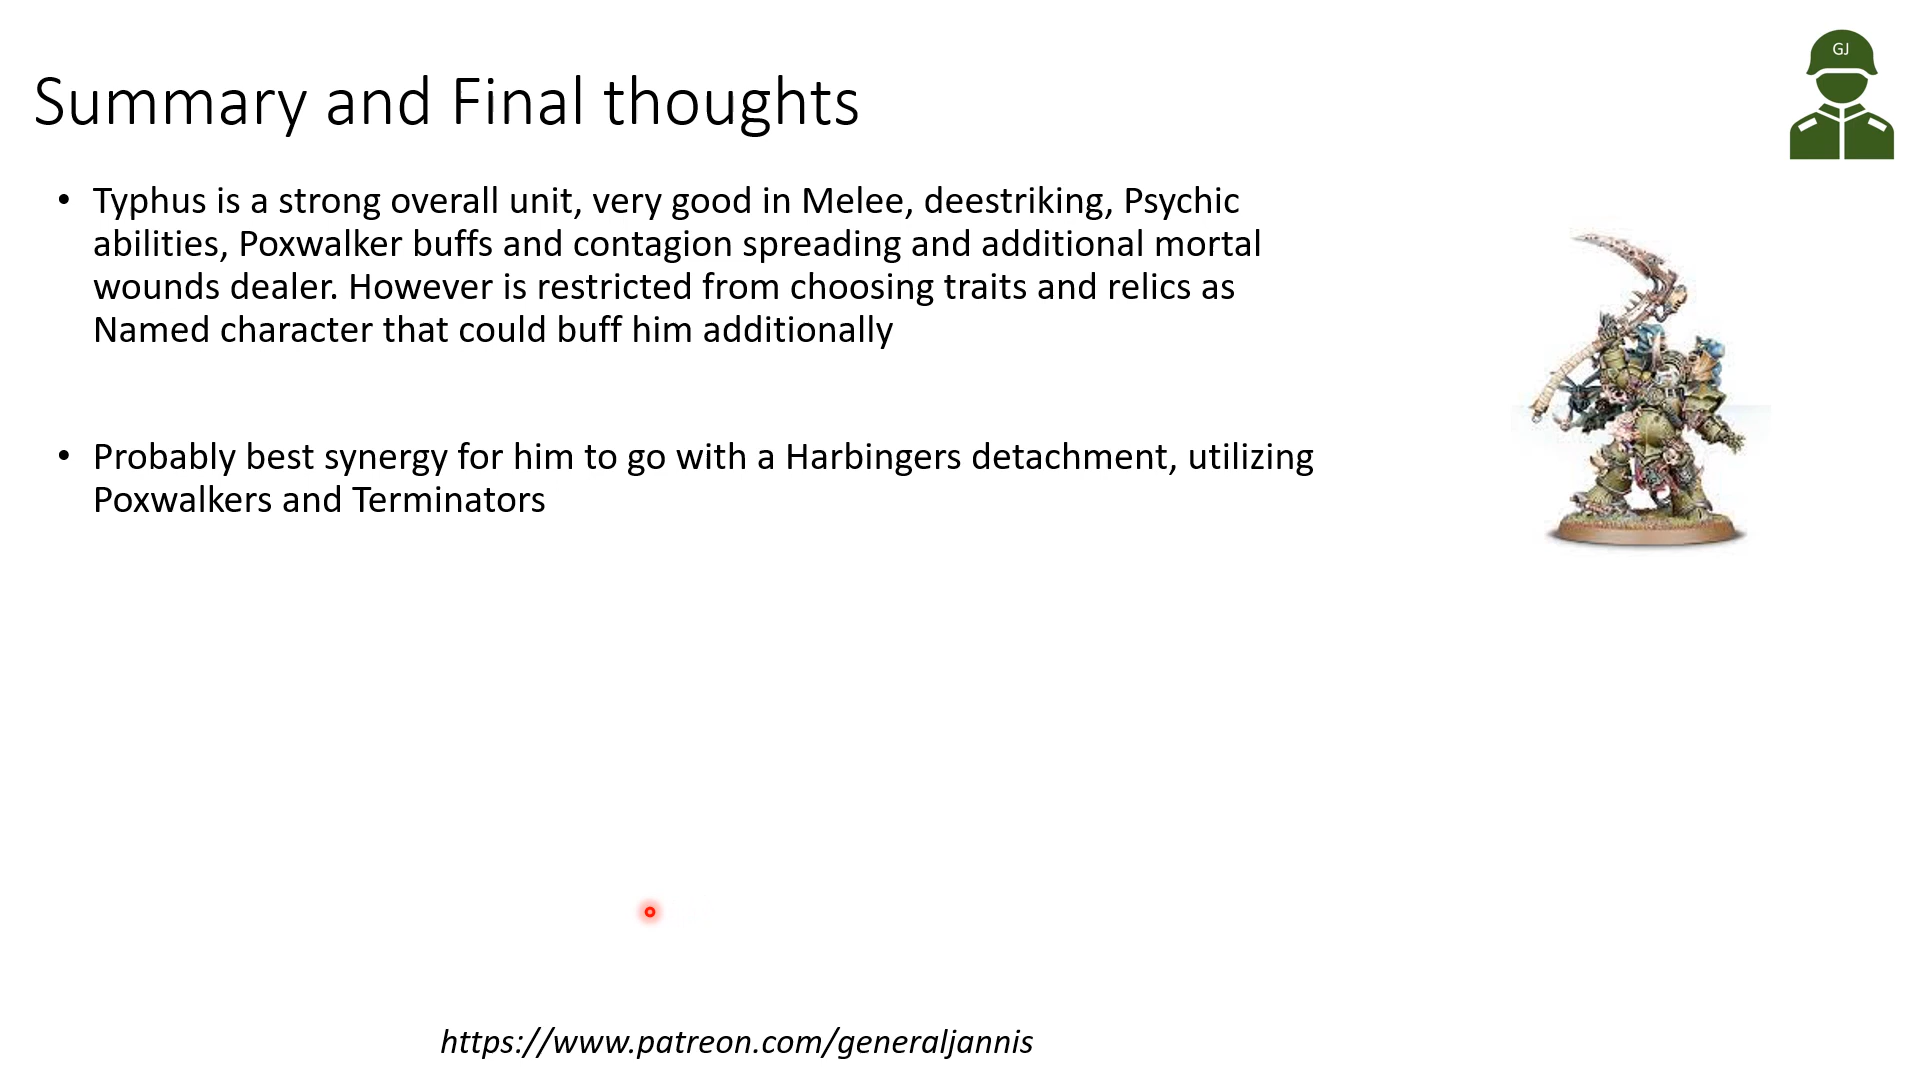 GJ
Summary and Final thoughts
• Typhus is a strong overall unit, very good in Melee, deestriking, Psychic
abilities, Poxwalker buffs and contagion spreading and additional mortal
wounds dealer. However is restricted from choosing traits and relics as
Named character that could buff him additionally
• Probably best synergy for him to go with a Harbingers detachment, utilizing
Poxwalkers and Terminators
https://www.patreon.com/generaljannis